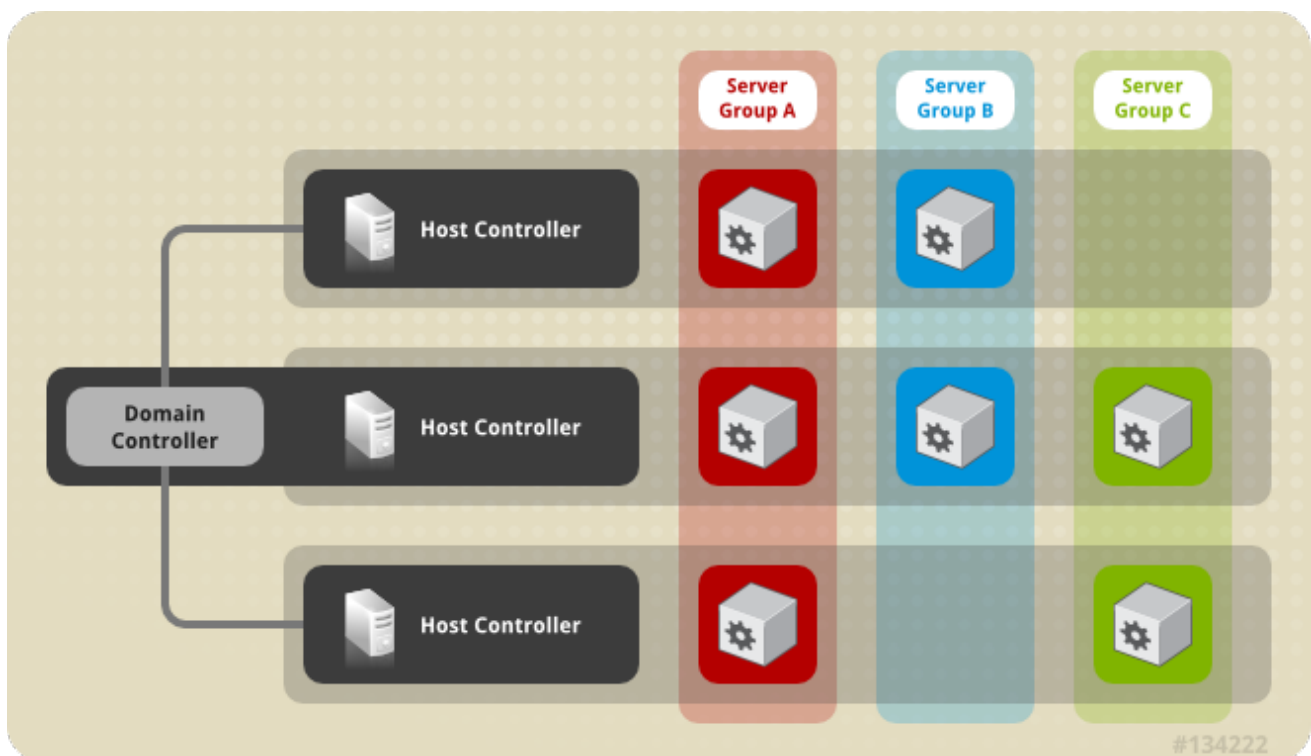 Server
Group A
Server
Group B
Server
Group C
Host Controller
Domain
Controller
Host Controller
Host Controller
#134222